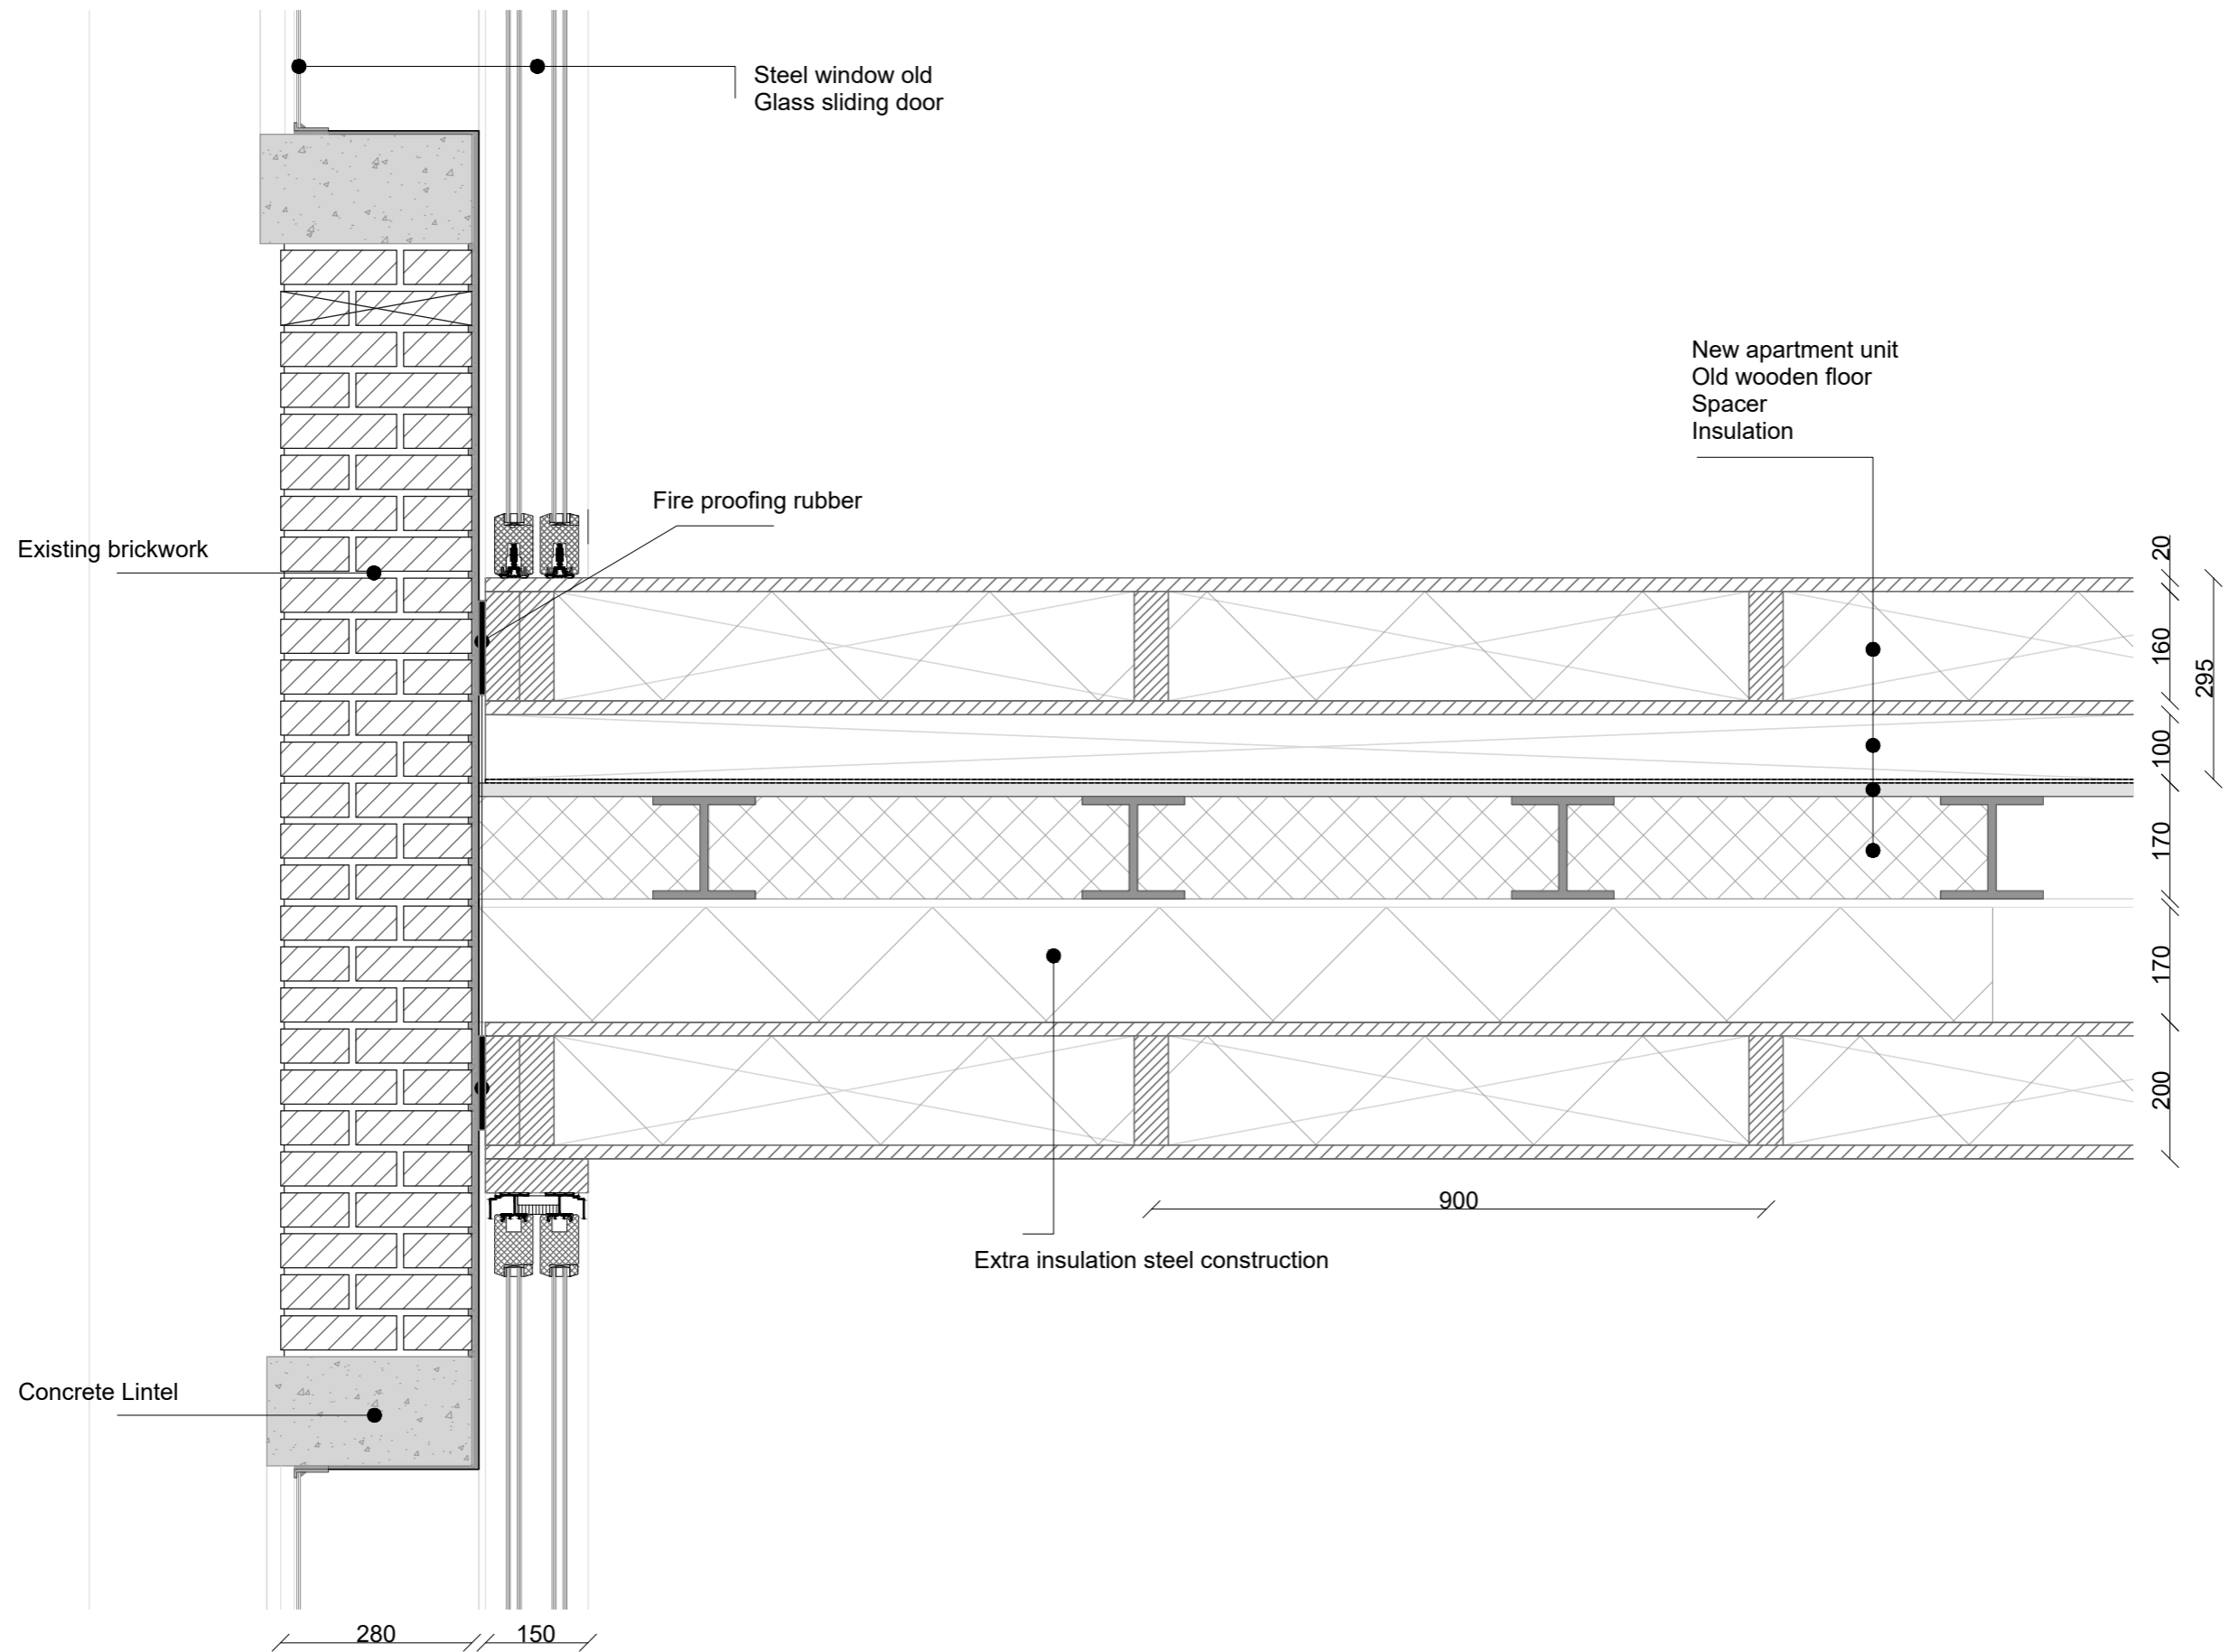 Steel window old
Glass sliding door
New apartment unit
Old wooden floor
Spacer
Insulation
Fire proofing rubber
Existing brickwork
20
160
295
100
170
170
200
900
Extra insulation steel construction
Concrete Lintel
280
150